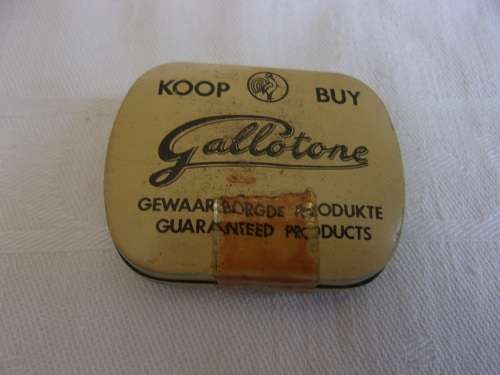 KOOP BUY
Gallotone
GEWAARBORGDE PRODUKTE
GUARANTEED PRODUCTS